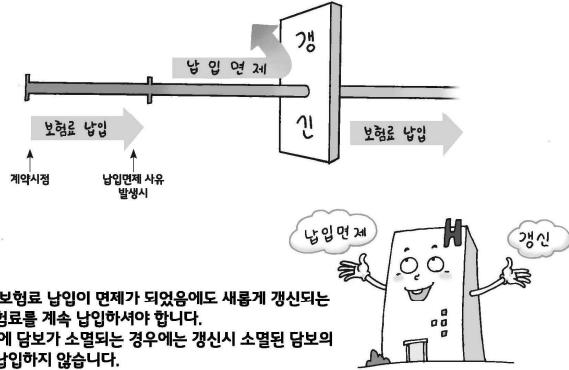 갱
신
납입면제
보험료 납입
보험료 납입
계약시점
납입면제 사유
발생시
납입면제
갱신
보험료 납입이 면제가 되었음에도 새롭게 갱신되는
험료를 계속 납입하셔야 합니다.
에 담보가 소멸되는 경우에는 갱신시 소멸된 담보의
납입하지 않습니다.